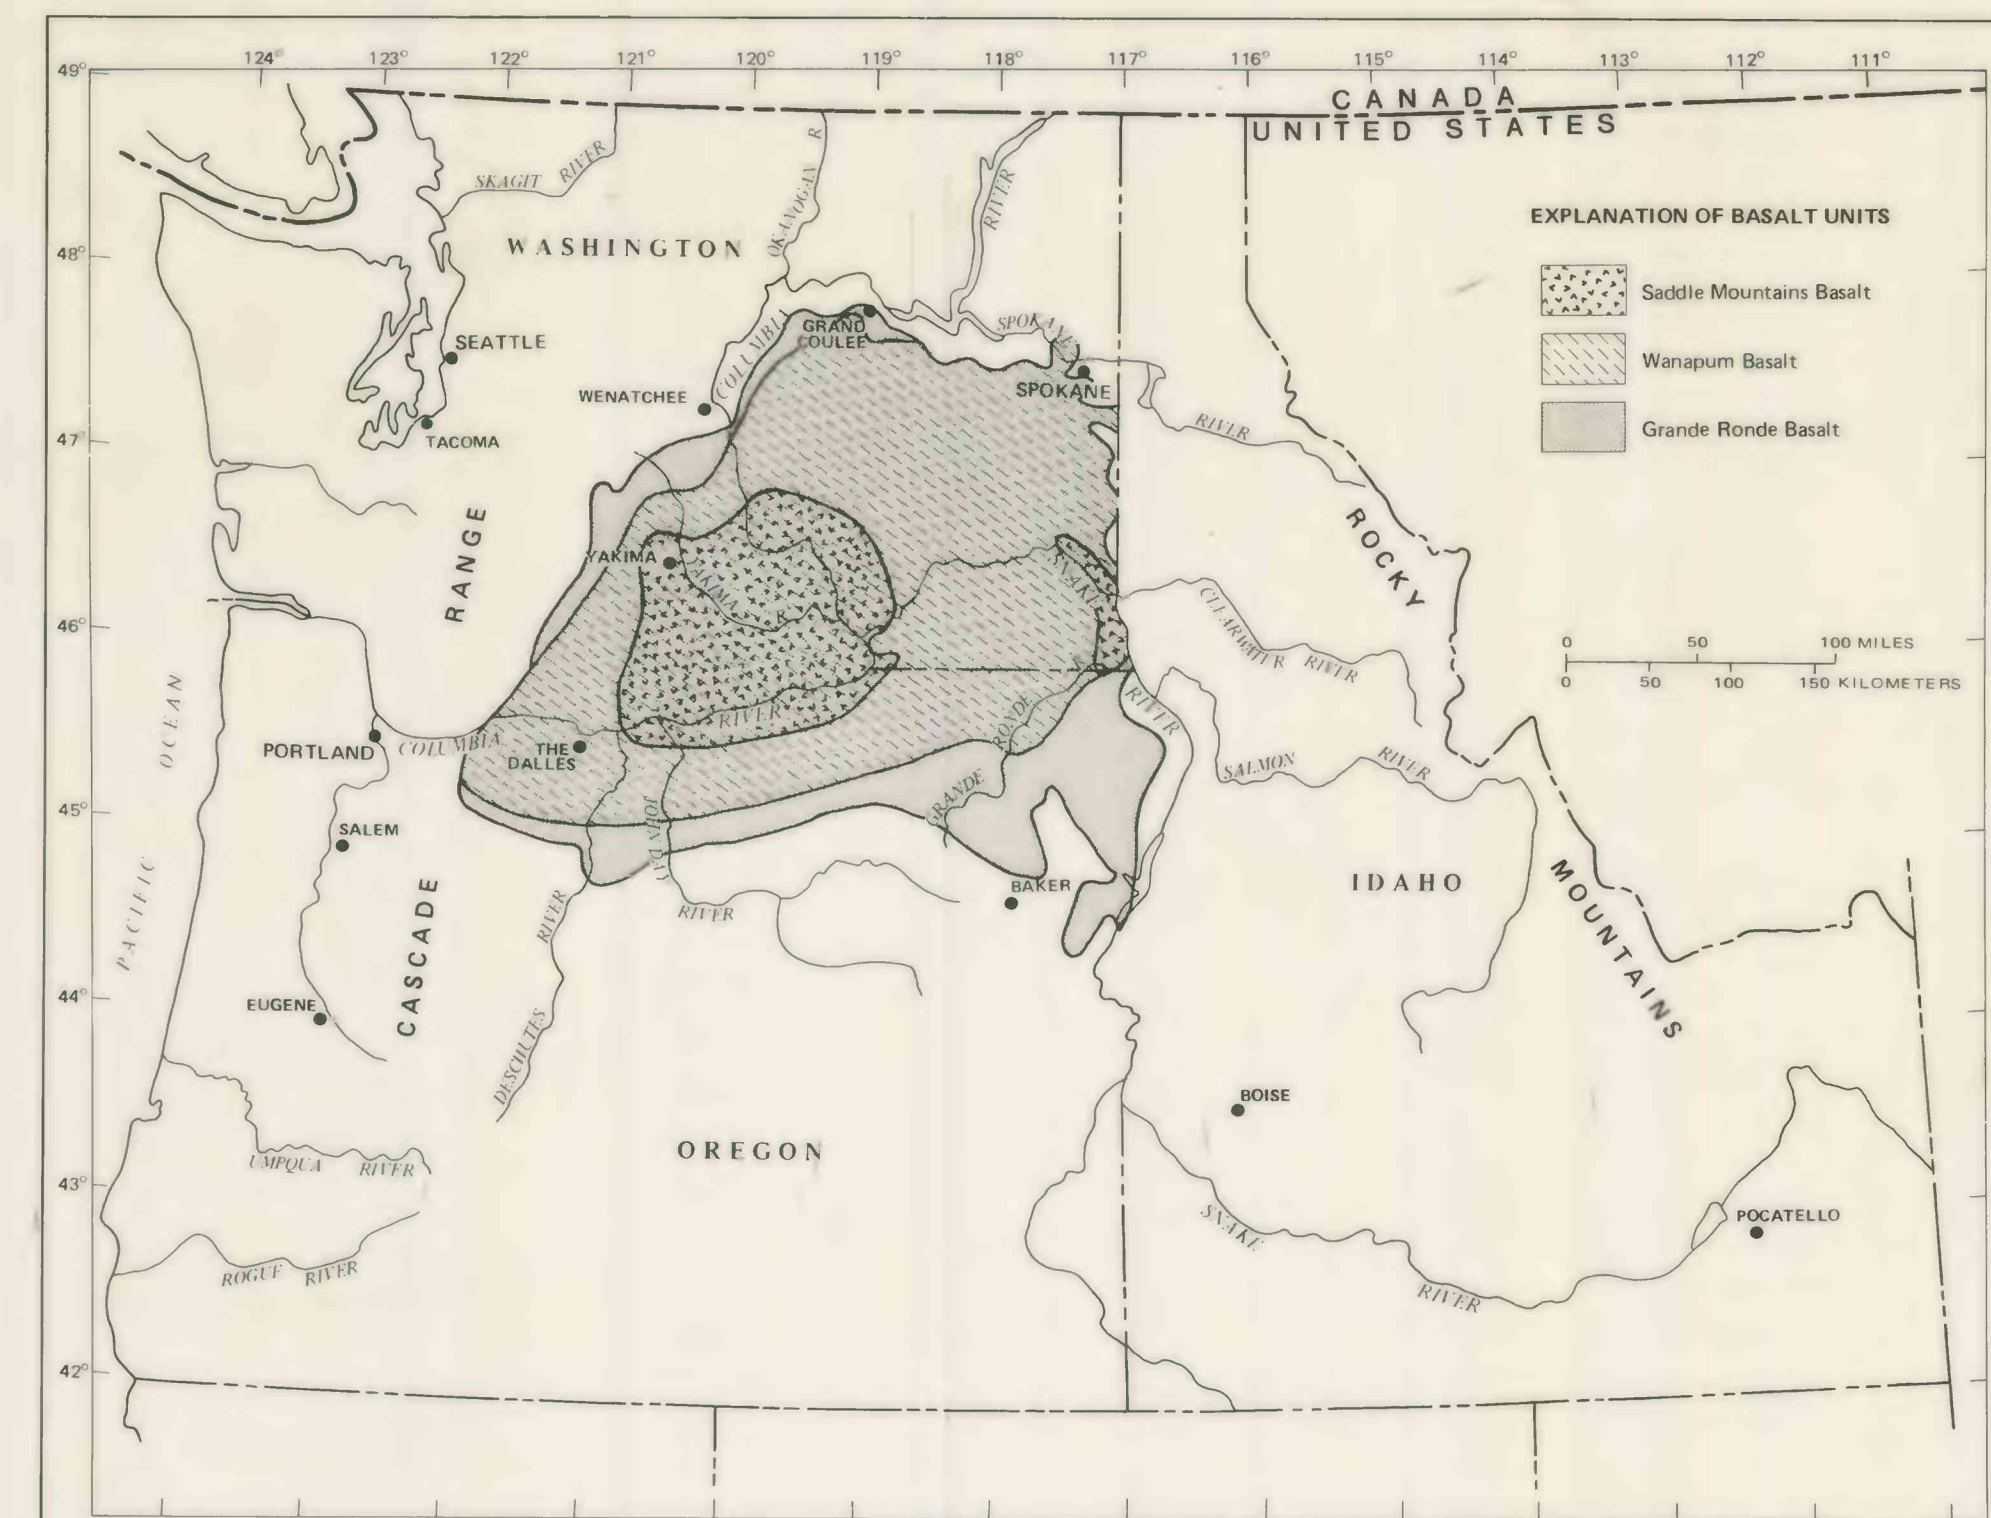 124° 123° 122° 121° 120° 119° 118° 117° 116° 115° 114° 113° 112° 111°
49°
48°
47°
46°
45°
44°
43°
42°
CANADA
UNITED STATES
EXPLANATION OF BASALT UNITS
Saddle Mountains Basalt
Wanapum Basalt
Grande Ronde Basalt
0 50 100 MILES
0 50 100 150 KILOMETERS
SKAGIT RIVER
OKANOGAN R
RIVER
WASHINGTON
COLUMBIA
GRAND
COULEE
SPOKANE
SEATTLE
WENATCHEE
SPOKANE
TACOMA
RIVER
RANGE
ROCKY
YAKIMA
YAKIMA R
SNAKE
CLEARWATER RIVER
PACIFIC OCEAN
RIVER
RONDE
R
RIVER
PORTLAND
COLUMBIA
THE
DALLES
GRANDE
SALMON RIVER
SALEM
JOHN DAY
RIVER
BAKER
IDAHO
MOUNTAINS
CASCADE
EUGENE
DESCHUTES RIVER
BOISE
OREGON
UMPQUA RIVER
SNAKE
RIVER
POCATELLO
ROGUE RIVER